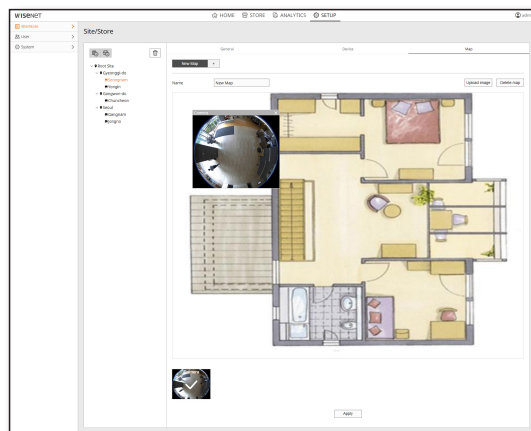 WISENET
HOME STORE ANALYTICS SETUP
Site/Store
User
System
General Device Map
Root Site
Gyeonggi-do
Seongnam
Yongin
Gangwon-do
Chuncheon
Seoul
Gangnam
Jongno
New Map +
Name New Map Upload image Delete map
Apply